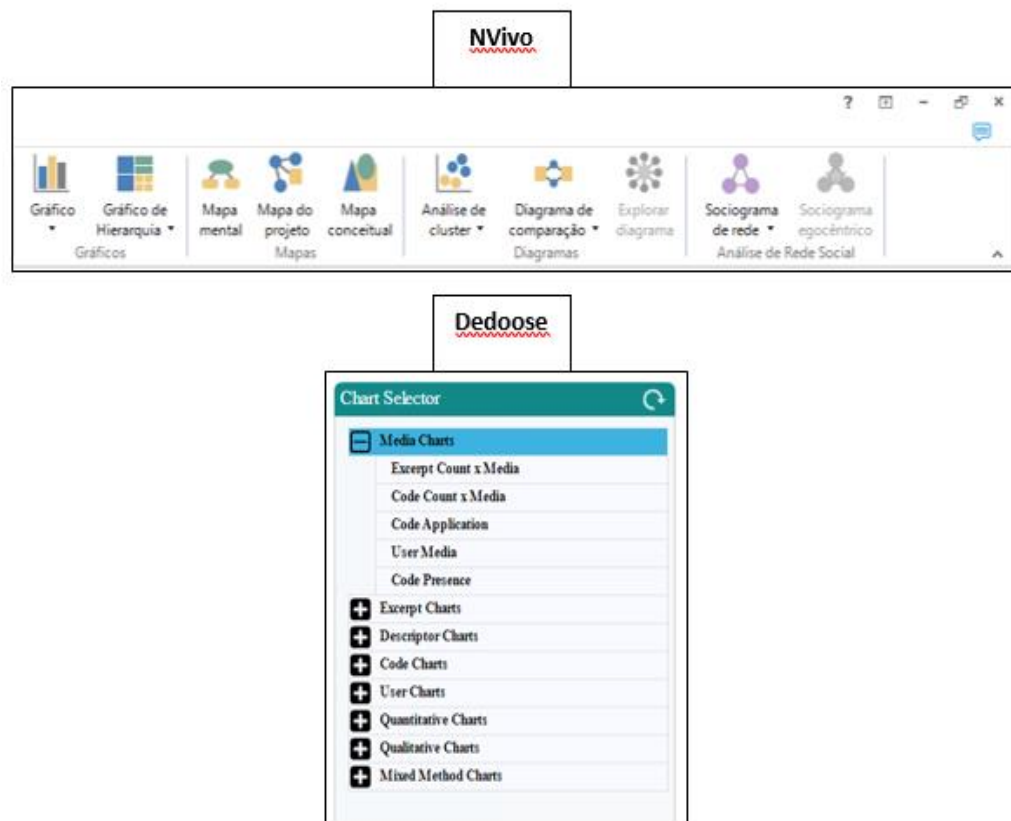 NVivo
?
Gráfico
Gráfico de
Hierarquia
Mapa
mental
Mapa do
projeto
Mapa
conceitual
Análise de
cluster
Diagrama de
comparação
Explorar
diagrama
Sociograma
de rede
Sociograma
egocêntrico
Gráficos
Mapas
Diagramas
Análise de Rede Social
Dedoose
Chart Selector
Media Charts
Excerpt Count x Media
Code Count x Media
Code Application
User Media
Code Presence
Excerpt Charts
Descriptor Charts
Code Charts
User Charts
Quantitative Charts
Qualitative Charts
Mixed Method Charts